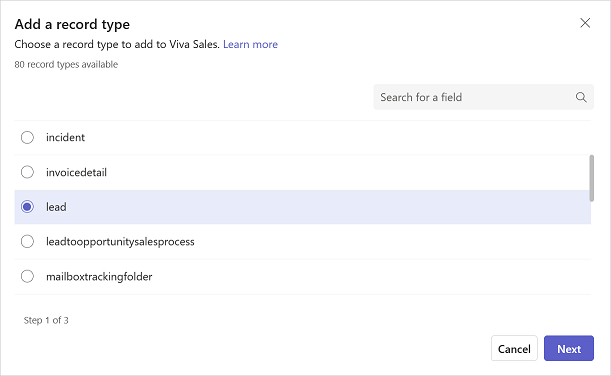 Add a record type
Choose a record type to add to Viva Sales. Learn more
80 record types available
Search for a field
incident
invoicedetail
lead
leadtoopportunitysalesprocess
mailboxtrackingfolder
Step 1 of 3
Cancel
Next